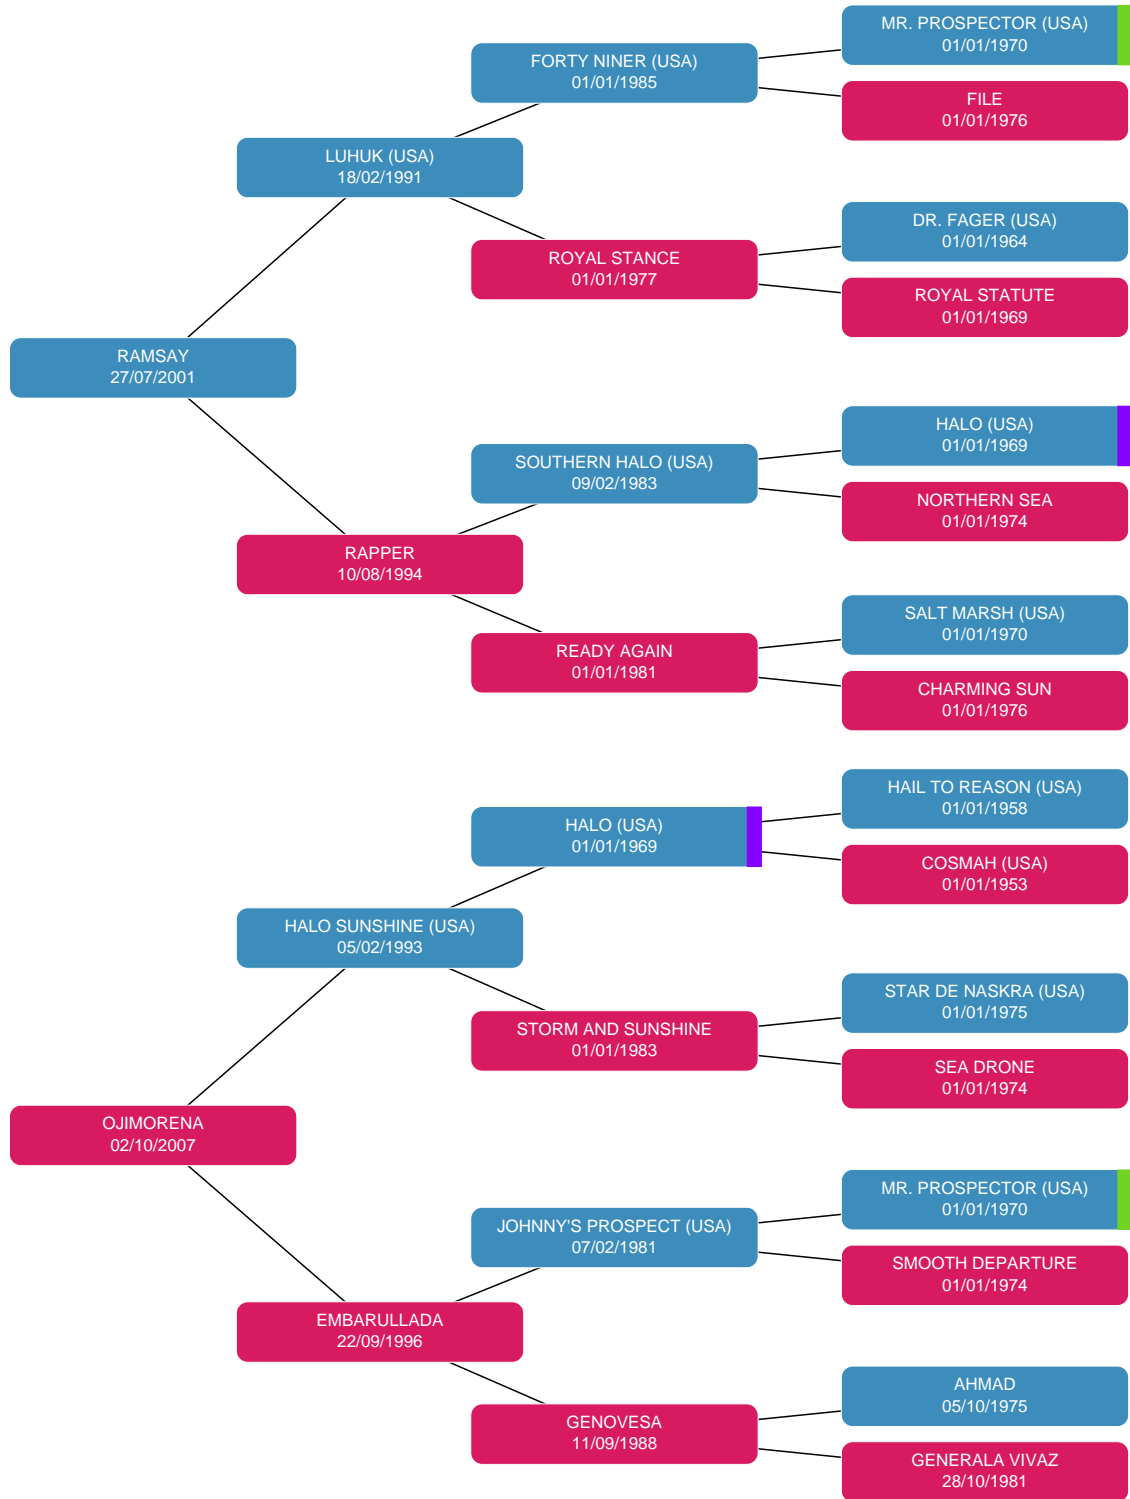 MR. PROSPECTOR (USA)
01/01/1970
FORTY NINER (USA)
01/01/1985
FILE
01/01/1976
LUHUK (USA)
18/02/1991
DR. FAGER (USA)
01/01/1964
ROYAL STANCE
01/01/1977
ROYAL STATUTE
01/01/1969
RAMSAY
27/07/2001
HALO (USA)
01/01/1969
SOUTHERN HALO (USA)
09/02/1983
NORTHERN SEA
01/01/1974
RAPPER
10/08/1994
SALT MARSH (USA)
01/01/1970
READY AGAIN
01/01/1981
CHARMING SUN
01/01/1976
HAIL TO REASON (USA)
01/01/1958
HALO (USA)
01/01/1969
COSMAH (USA)
01/01/1953
HALO SUNSHINE (USA)
05/02/1993
STAR DE NASKRA (USA)
01/01/1975
STORM AND SUNSHINE
01/01/1983
SEA DRONE
01/01/1974
OJIMORENA
02/10/2007
MR. PROSPECTOR (USA)
01/01/1970
JOHNNY'S PROSPECT (USA)
07/02/1981
SMOOTH DEPARTURE
01/01/1974
EMBARULLADA
22/09/1996
AHMAD
05/10/1975
GENOVESA
11/09/1988
GENERALA VIVAZ
28/10/1981